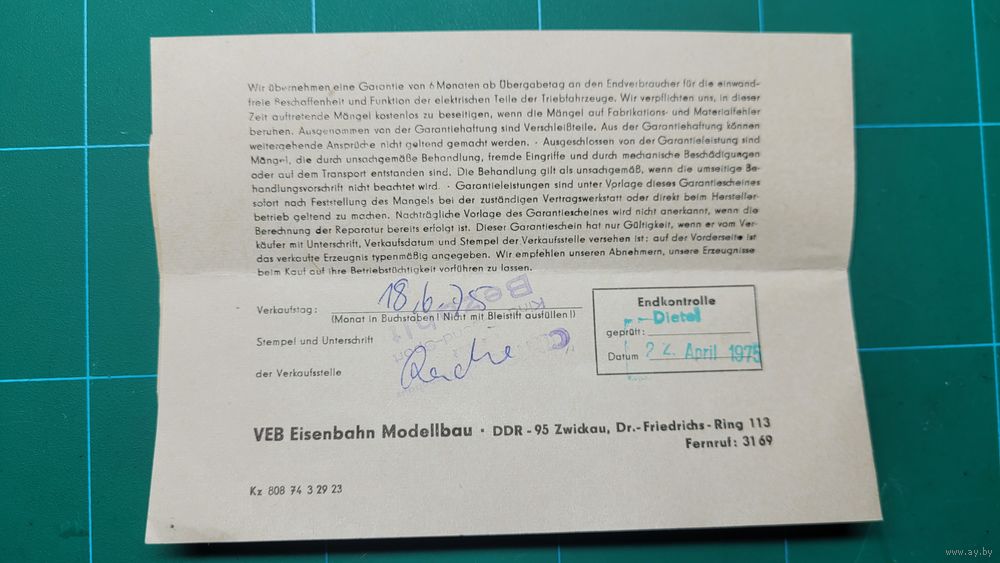 Wir übernehmen eine Garantie von 6 Monaten ab Übergabetag an den Endverbraucher für die einwand-
freie Beschaffenheit und Funktion der elektrischen Teile der Triebfahrzeuge. Wir verpflichten uns, in dieser
Zeit auftretende Mängel kostenlos zu beseitigen, wenn die Mängel auf Fabrikations- und Materialfehler
beruhen. Ausgenommen von der Garantiehaftung sind Verschleißteile. Aus der Garantiehaftung können
weitergehende Ansprüche nicht geltend gemacht werden. · Ausgeschlossen von der Garantieleistung sind
Mängel, die durch unsachgemäße Behandlung, fremde Eingriffe und durch mechanische Beschädigungen
oder auf dem Transport entstanden sind. Die Behandlung gilt als unsachgemäß, wenn die umseitige Be-
handlungsvorschrift nicht beachtet wird. · Garantieleistungen sind unter Vorlage dieses Garantiescheines
sofort nach Feststellung des Mangels bei der zuständigen Vertragswerkstatt oder direkt beim Hersteller-
betrieb geltend zu machen. Nachträgliche Vorlage des Garantiescheines wird nicht anerkannt, wenn die
Berechnung der Reparatur bereits erfolgt ist. Dieser Garantieschein hat nur Gültigkeit, wenn er vom Ver-
käufer mit Unterschrift, Verkaufsdatum und Stempel der Verkaufsstelle versehen ist; auf der Vorderseite ist
das verkaufte Erzeugnis typenmäßig angegeben. Wir empfehlen unseren Abnehmern, unsere Erzeugnisse
beim Kauf auf ihre Betriebstüchtigkeit vorführen zu lassen.
Verkaufstag: 18.6.75
(Monat in Buchstaben! Nicht mit Bleistift ausfüllen!)
Stempel und Unterschrift
der Verkaufsstelle
Endkontrolle
geprüft: Dietel
Datum 22. April 1975
VEB Eisenbahn Modellbau · DDR - 95 Zwickau, Dr.-Friedrichs-Ring 113
Fernruf: 31 69
Kz 808 74 3 29 23
www.ay.by